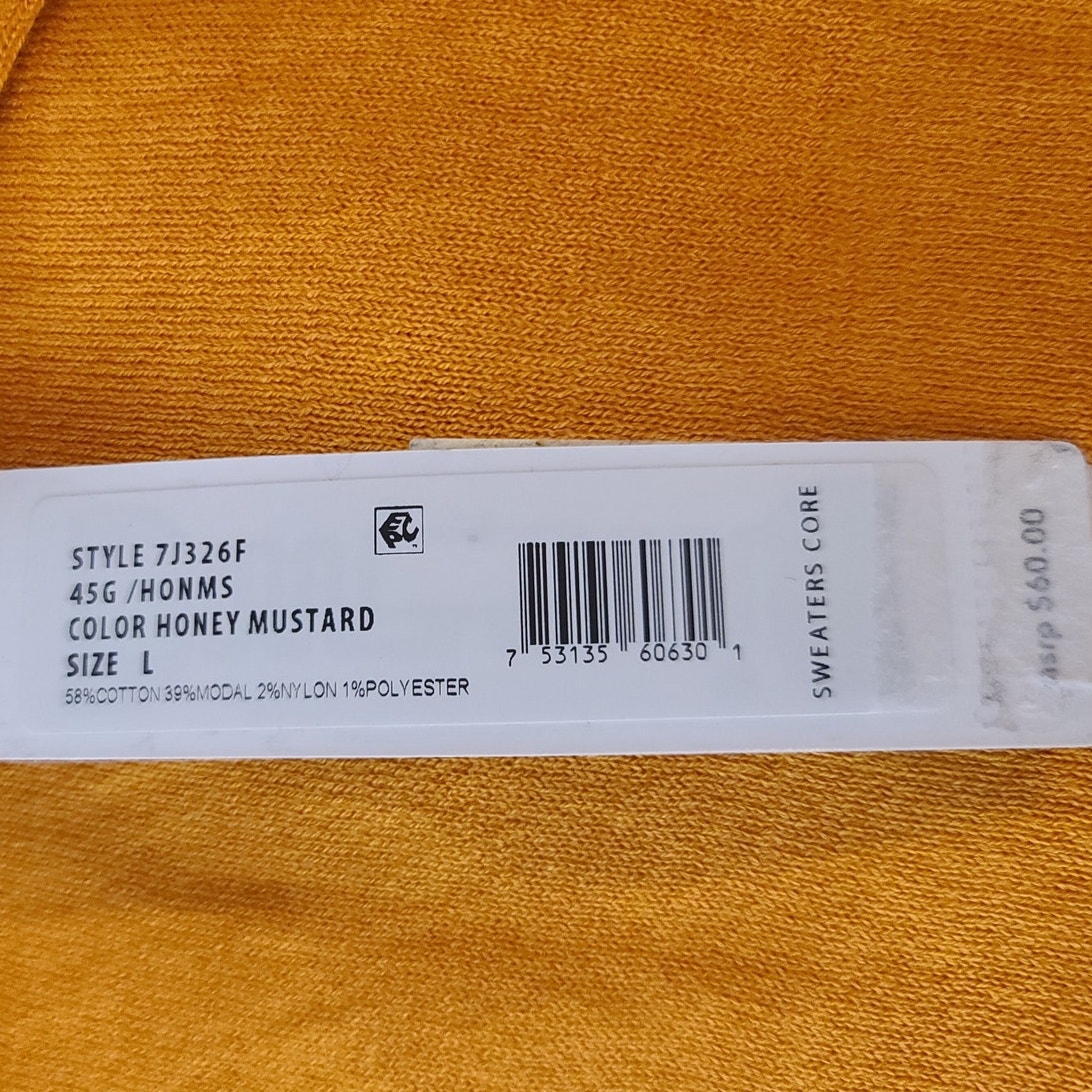 STYLE 7J326F
45G /HONMS
COLOR HONEY MUSTARD
SIZE L
58%COTTON 39%MODAL 2%NYLON 1%POLYESTER
EPC
7 53135 60630 1
SWEATERS CORE
$60.00